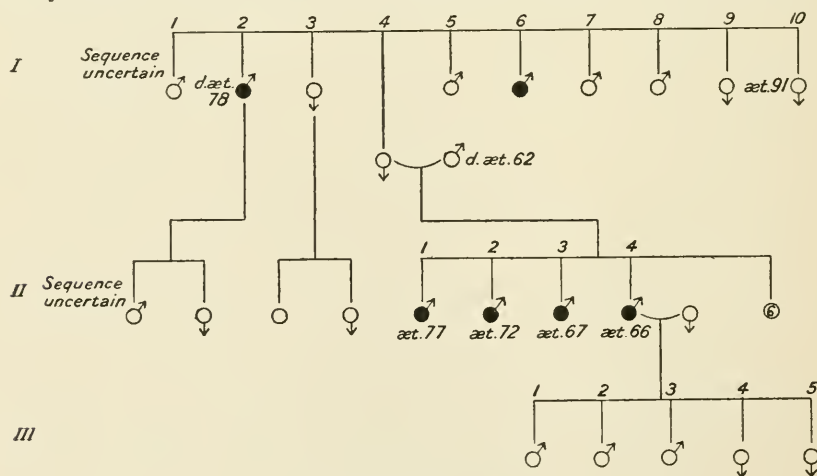 1 2 3 4 5 6 7 8 9 10
I
Sequence
uncertain
d.æt.
78
æt.91
d.æt.62
1 2 3 4
II
Sequence
uncertain
6
æt.77 æt.72 æt.67 æt.66
1 2 3 4 5
III